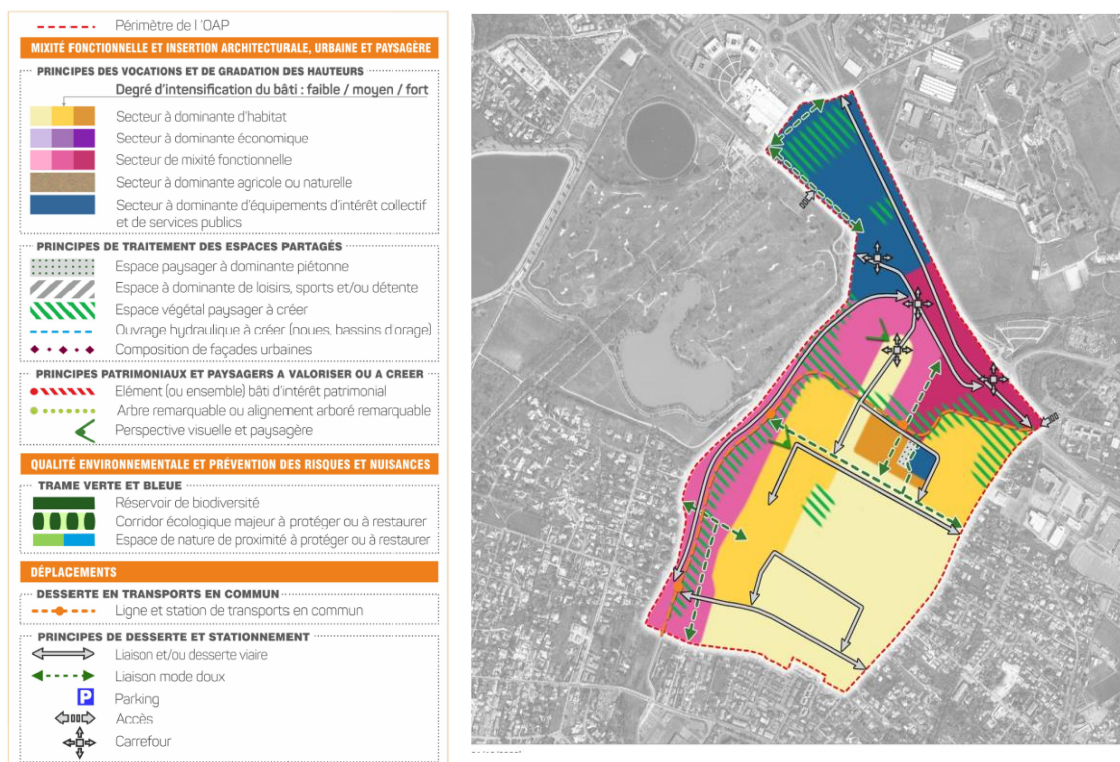 Périmètre de l 'OAP
MIXITÉ FONCTIONNELLE ET INSERTION ARCHITECTURALE, URBAINE ET PAYSAGÈRE
PRINCIPES DES VOCATIONS ET DE GRADATION DES HAUTEURS
Degré d'intensification du bâti : faible / moyen / fort
Secteur à dominante d'habitat
Secteur à dominante économique
Secteur de mixité fonctionnelle
Secteur à dominante agricole ou naturelle
Secteur à dominante d'équipements d'intérêt collectif
et de services publics
PRINCIPES DE TRAITEMENT DES ESPACES PARTAGÉS
Espace paysager à dominante piétonne
Espace à dominante de loisirs, sports et/ou détente
Espace végétal paysager à créer
Ouvrage hydraulique à créer (noues, bassins d'orage)
Composition de façades urbaines
PRINCIPES PATRIMONIAUX ET PAYSAGERS A VALORISER OU A CREER
Elément (ou ensemble) bâti d'intérêt patrimonial
Arbre remarquable ou alignement arboré remarquable
Perspective visuelle et paysagère
QUALITÉ ENVIRONNEMENTALE ET PRÉVENTION DES RISQUES ET NUISANCES
TRAME VERTE ET BLEUE
Réservoir de biodiversité
Corridor écologique majeur à protéger ou à restaurer
Espace de nature de proximité à protéger ou à restaurer
DÉPLACEMENTS
DESSERTE EN TRANSPORTS EN COMMUN
Ligne et station de transports en commun
PRINCIPES DE DESSERTE ET STATIONNEMENT
Liaison et/ou desserte viaire
Liaison mode doux
P Parking
Accès
Carrefour